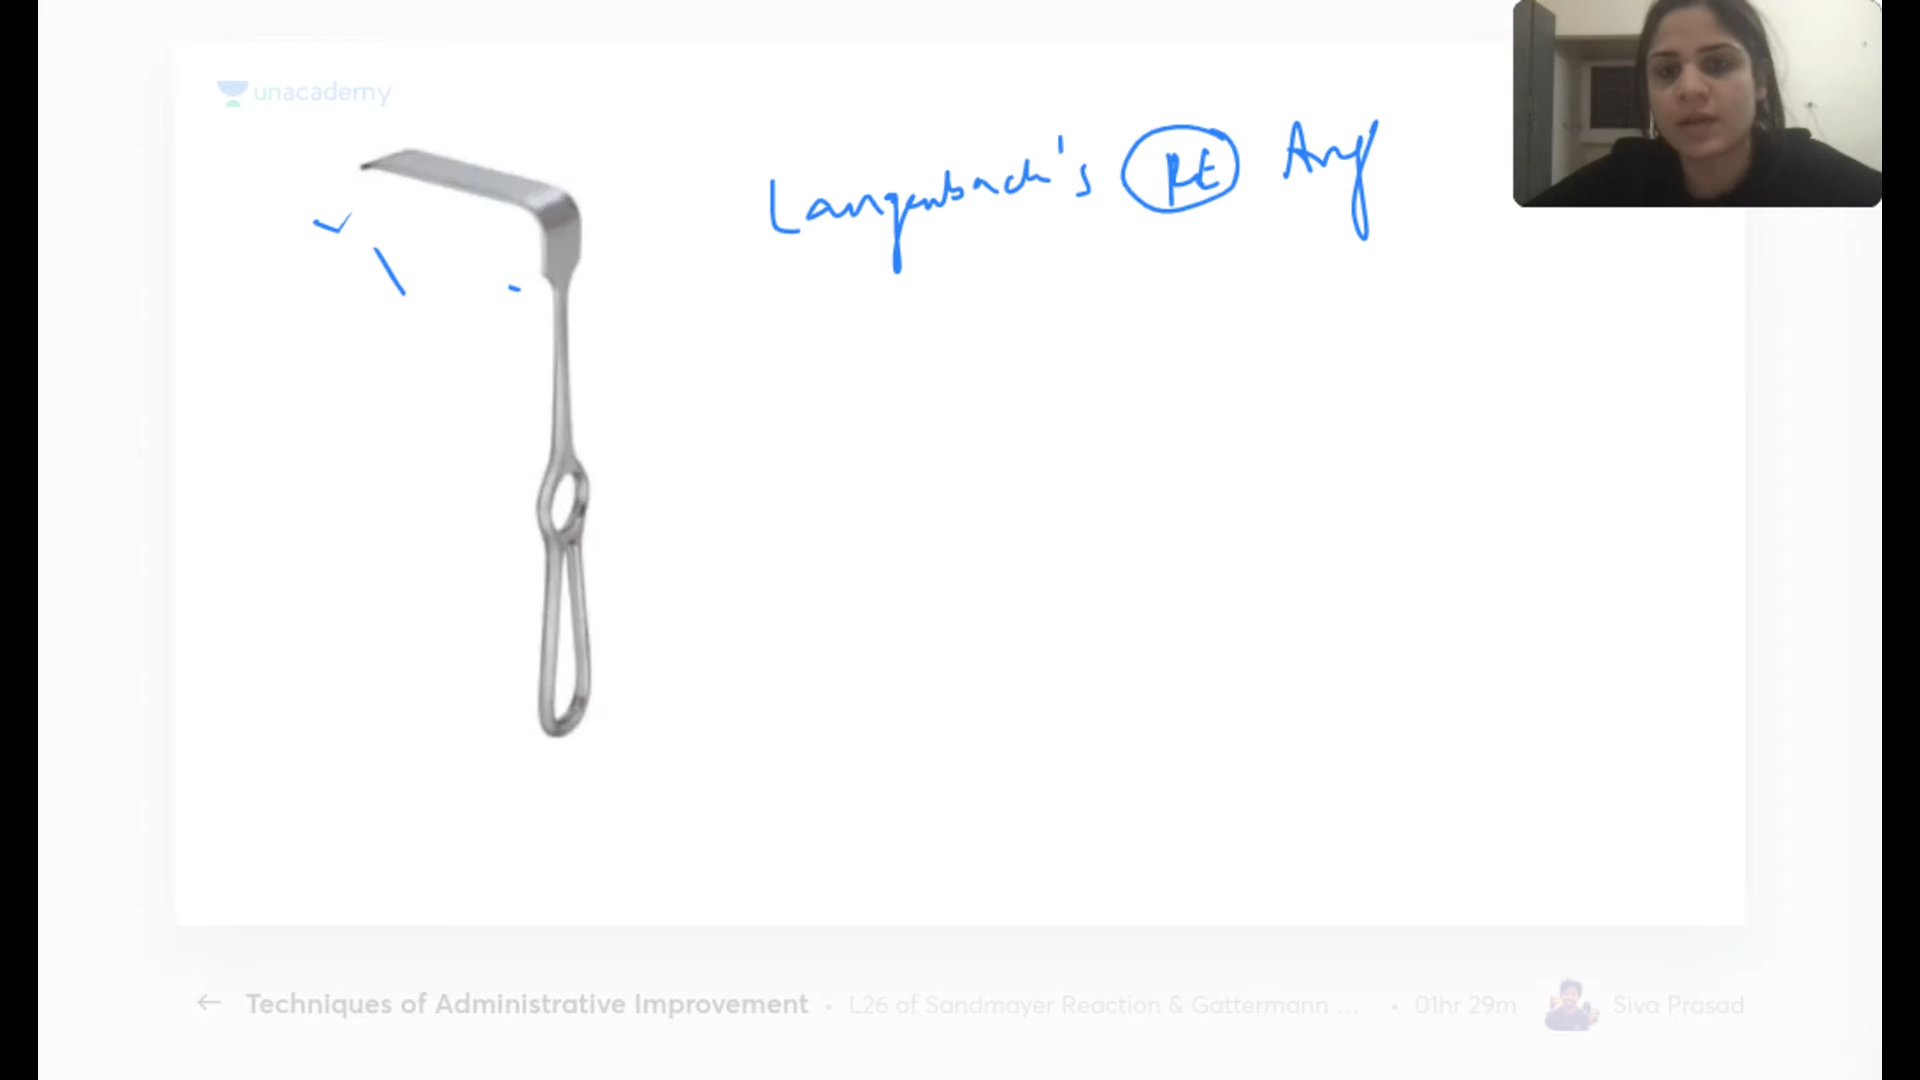 unacademy
Langenbach's Rt Ang
← Techniques of Administrative Improvement • L26 of Sandmayer Reaction & Gattermann ... • 01hr 29m Siva Prasad